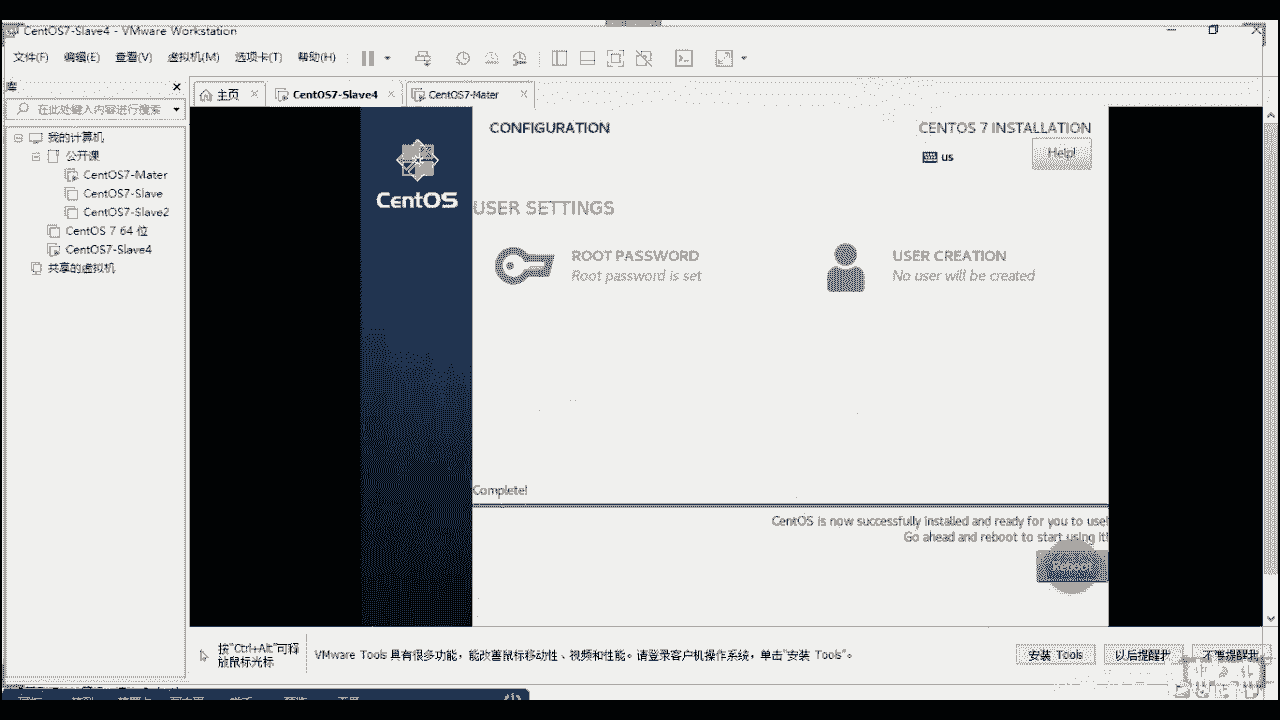 CentOS7-Slave4 - VMware Workstation
文件(F) 编辑(E) 查看(V) 虚拟机(M) 选项卡(T) 帮助(H)
库
在此处键入内容进行搜索
我的计算机
公开课
CentOS7-Mater
CentOS7-Slave
CentOS7-Slave2
CentOS 7 64 位
CentOS7-Slave4
共享的虚拟机
主页 CentOS7-Slave4 CentOS7-Mater
CentOS
CONFIGURATION
CENTOS 7 INSTALLATION
us
Help!
USER SETTINGS
ROOT PASSWORD
Root password is set
USER CREATION
No user will be created
Complete!
CentOS is now successfully installed and ready for you to use!
Go ahead and reboot to start using it!
Reboot
按"Ctrl+Alt"可释
放鼠标光标
VMware Tools 具有很多功能，能改善鼠标移动性、视频和性能。请登录客户机操作系统，单击"安装 Tools"。
安装 Tools
以后提醒我
不再提醒我